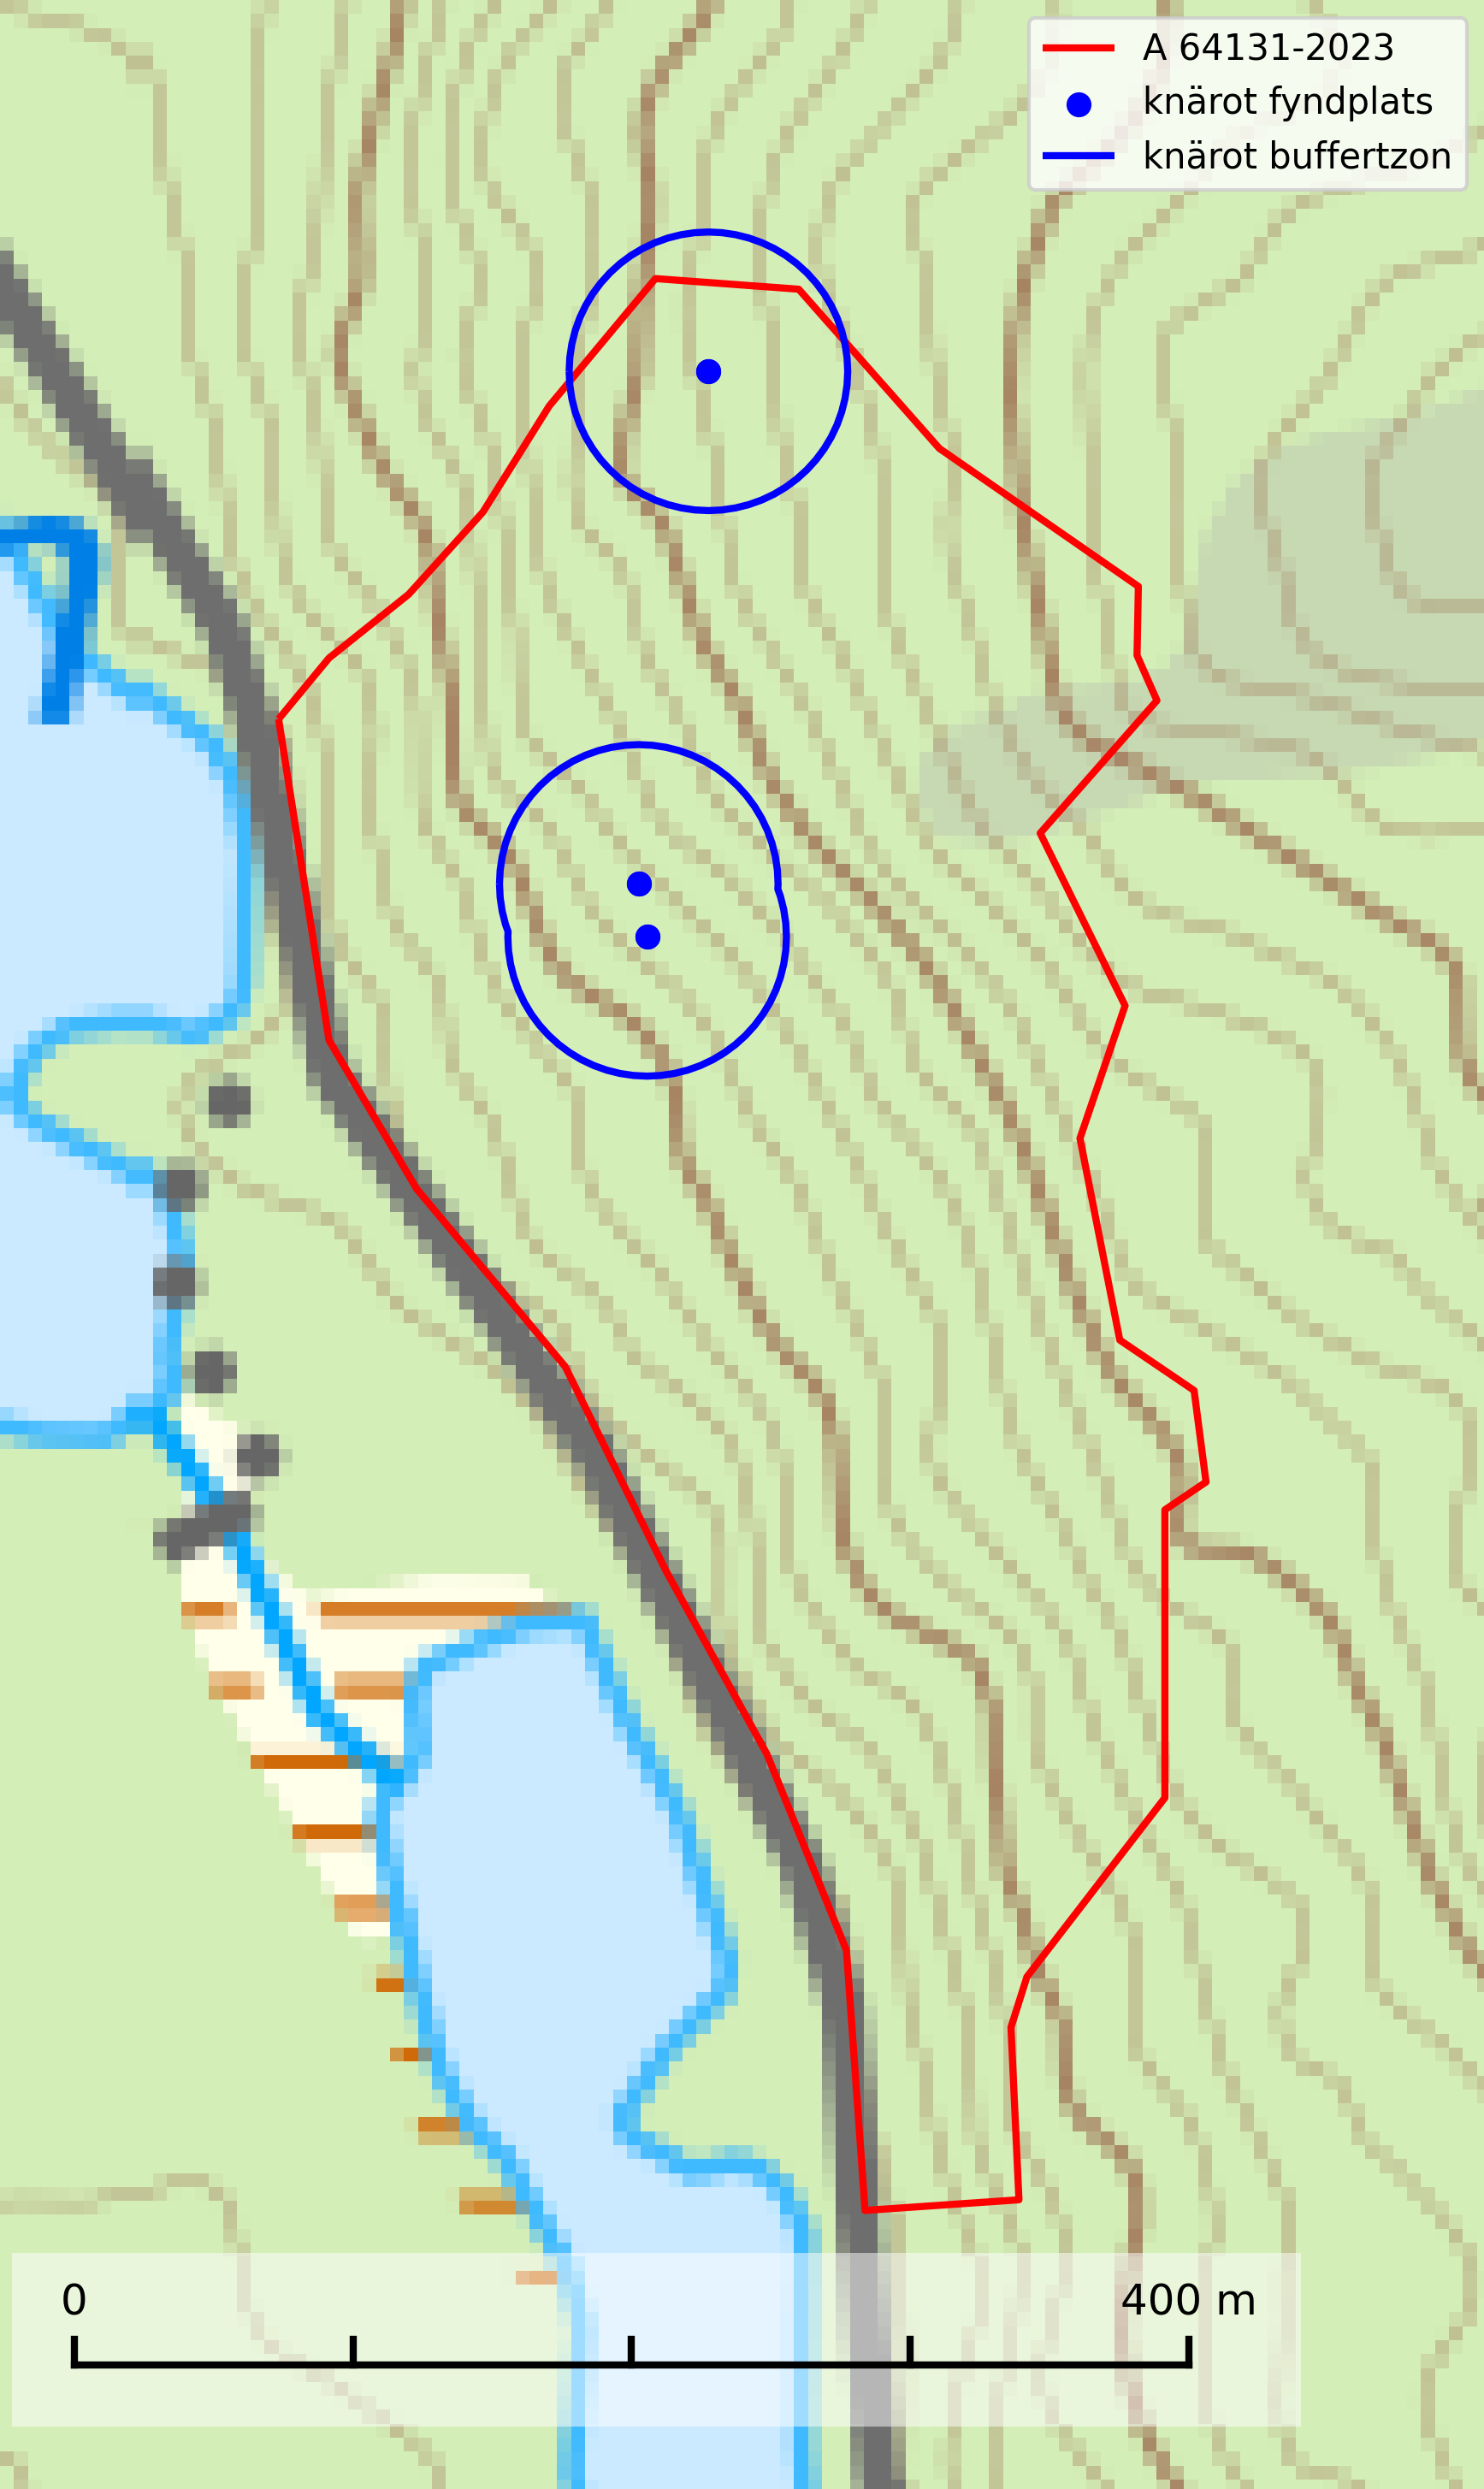 A 64131-2023
knärot fyndplats
knärot buffertzon
0
400 m